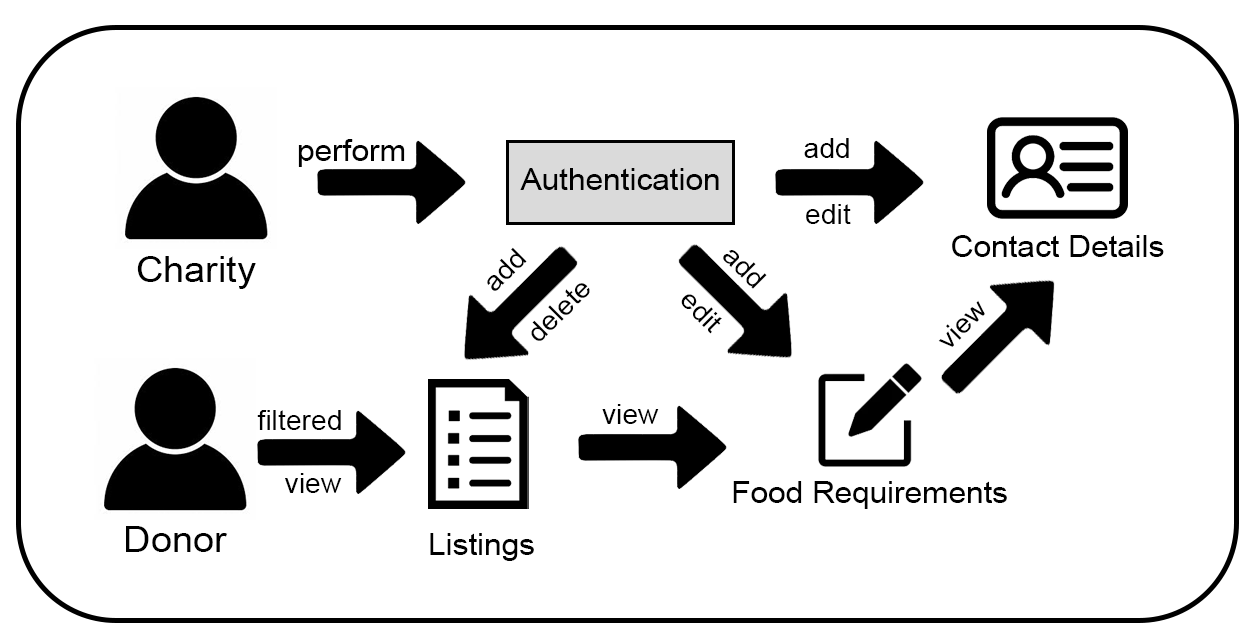 perform
Authentication
add
edit
Charity
Contact Details
add
delete
add
edit
view
filtered
view
view
Donor
Listings
Food Requirements